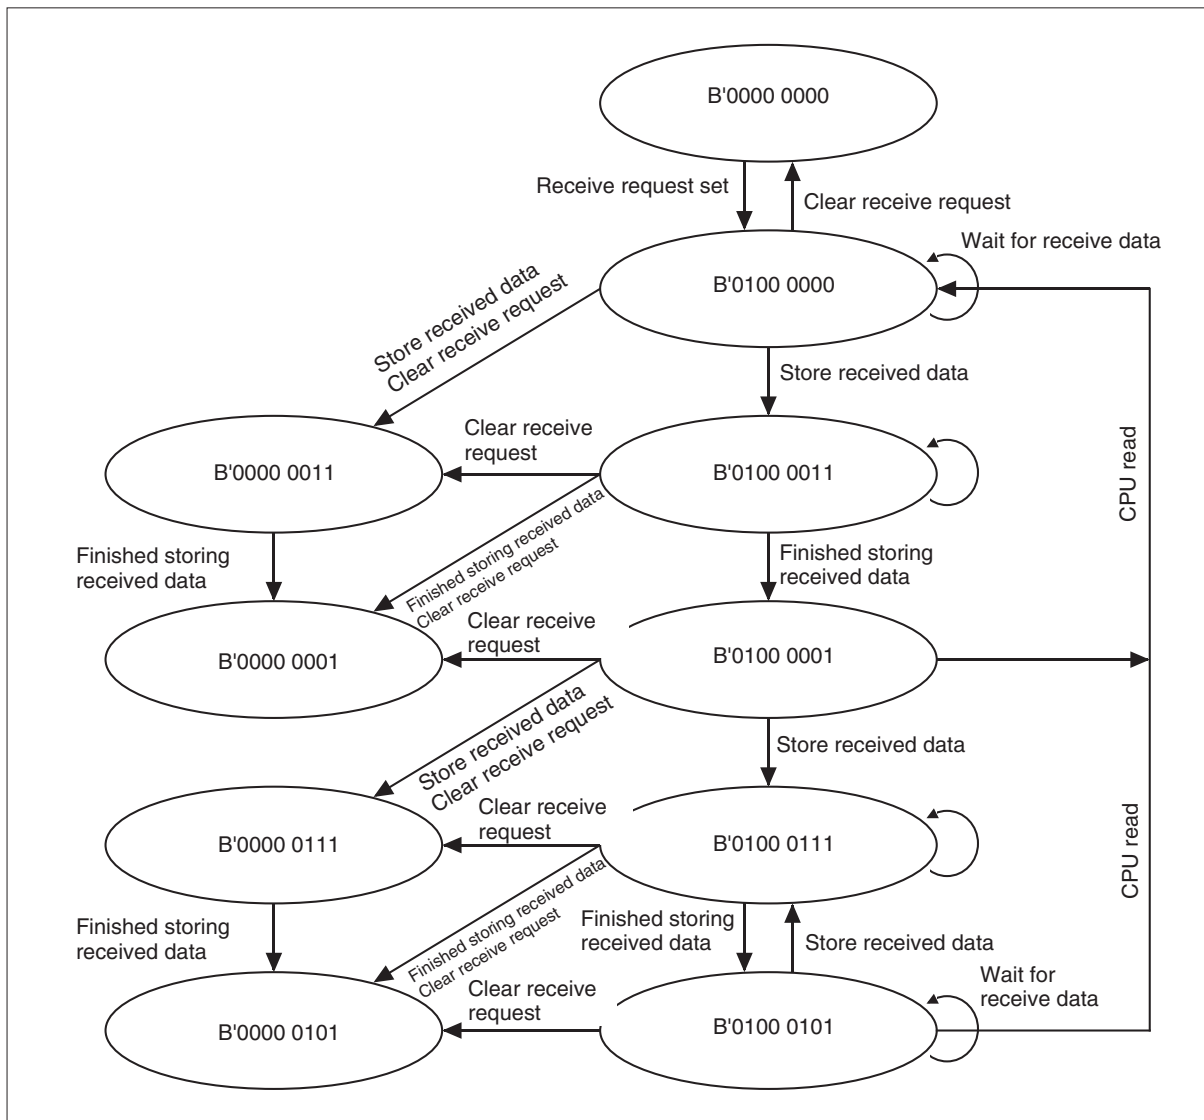 B'0000 0000
Receive request set
Clear receive request
Wait for receive data
B'0100 0000
Store received data
Clear receive request
Store received data
Clear receive
request
B'0000 0011
B'0100 0011
CPU read
Finished storing
received data
Finished storing received data
Clear receive request
Finished storing
received data
Clear receive
request
B'0000 0001
B'0100 0001
Store received data
Clear receive request
Store received data
Clear receive
request
B'0000 0111
B'0100 0111
CPU read
Finished storing
received data
Finished storing received data
Clear receive request
Finished storing
received data
Store received data
Clear receive
request
Wait for
receive data
B'0000 0101
B'0100 0101